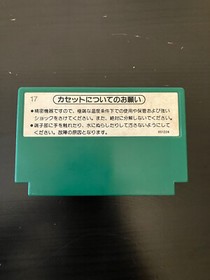 17
カセットについてのお願い
●精密機器ですので、極端な温度条件下での使用や保管および強い
ショックをさけてください。また、絶対に分解しないでください。
●端子部に手を触れたり、水にぬらしたりして汚さないようにして
ください。故障の原因となります。